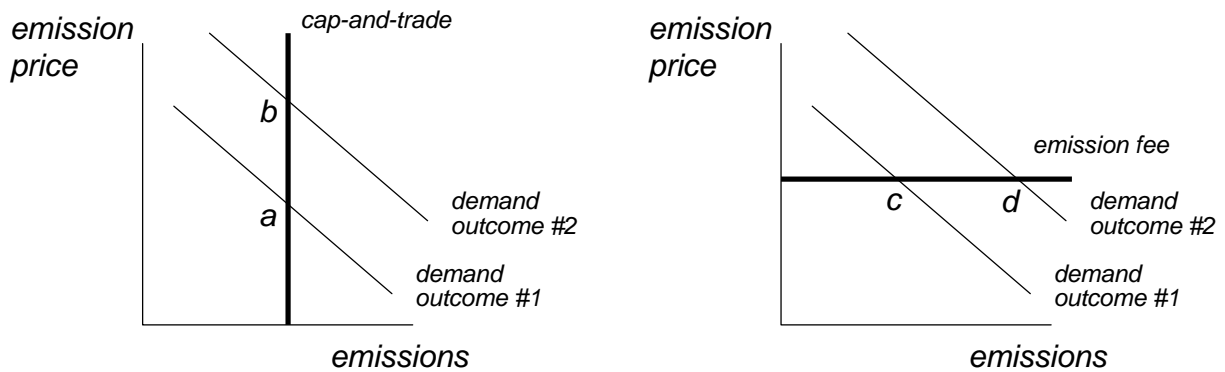 emission
price
cap-and-trade
b
a
demand
outcome #2
demand
outcome #1
emissions
emission
price
emission fee
c
d
demand
outcome #2
demand
outcome #1
emissions